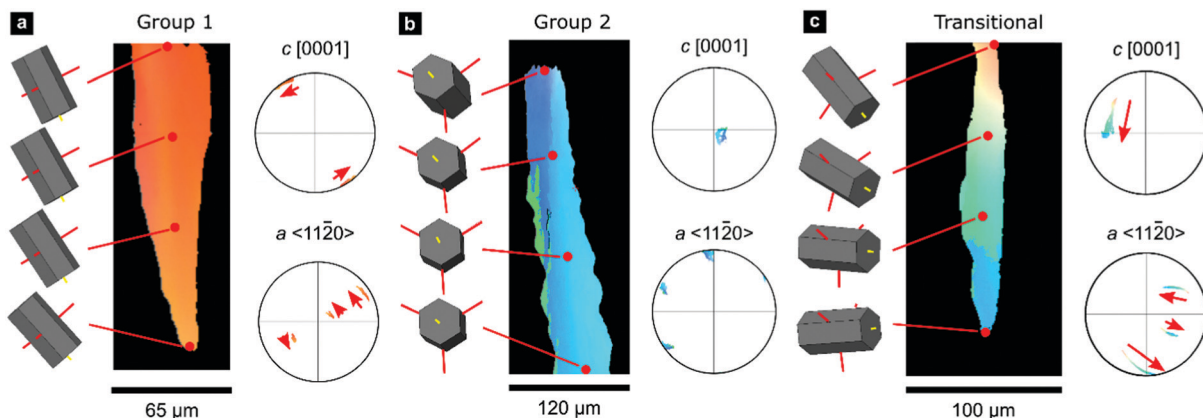 a
Group 1
c [0001]
a <112̅0>
65 µm
b
Group 2
c [0001]
a <112̅0>
120 µm
c
Transitional
c [0001]
a <112̅0>
100 µm